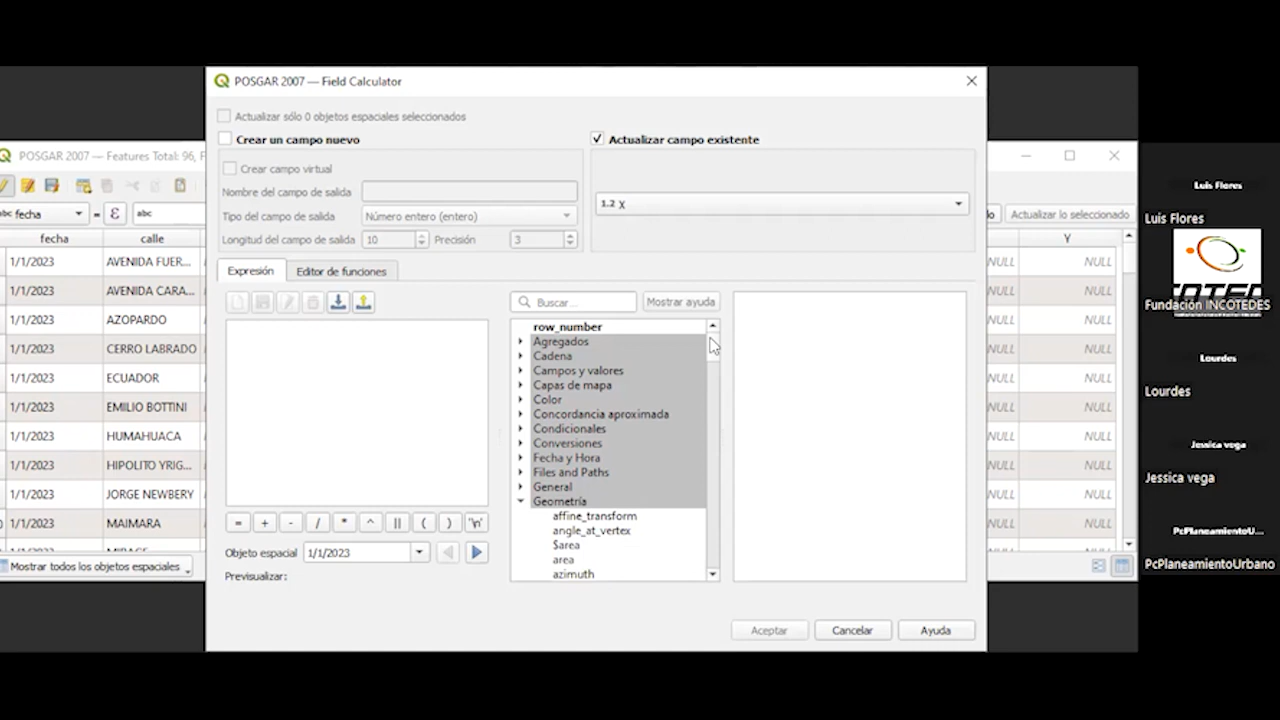 POSGAR 2007 — Field Calculator
Actualizar sólo 0 objetos espaciales seleccionados
Crear un campo nuevo
Actualizar campo existente
Crear campo virtual
Nombre del campo de salida
Tipo del campo de salida
Número entero (entero)
Longitud del campo de salida
10
Precisión
3
1.2 X
Expresión
Editor de funciones
Buscar...
Mostrar ayuda
row_number
Agregados
Cadena
Campos y valores
Capas de mapa
Color
Concordancia aproximada
Condicionales
Conversiones
Fecha y Hora
Files and Paths
General
Geometría
affine_transform
angle_at_vertex
$area
area
azimuth
= + - / * ^ || ( ) '\n'
Objeto espacial
1/1/2023
Previsualizar:
Aceptar
Cancelar
Ayuda
POSGAR 2007 — Features Total: 96, F
abc fecha
= ε
abc
fecha calle
1/1/2023 AVENIDA FUER...
1/1/2023 AVENIDA CARA...
1/1/2023 AZOPARDO
1/1/2023 CERRO LABRADO
1/1/2023 ECUADOR
1/1/2023 EMILIO BOTTINI
1/1/2023 HUMAHUACA
1/1/2023 HIPOLITO YRIG...
1/1/2023 JORGE NEWBERY
1/1/2023 MAIMARA
Mostrar todos los objetos espaciales
Actualizar lo seleccionado
Y
NULL NULL
NULL NULL
NULL NULL
NULL NULL
NULL NULL
NULL NULL
NULL NULL
NULL NULL
NULL NULL
NULL NULL
Luis Flores
Luis Flores
Fundación INCOTEDES
Lourdes
Lourdes
Jessica vega
Jessica vega
PcPlaneamientoU...
PcPlaneamientoUrbano